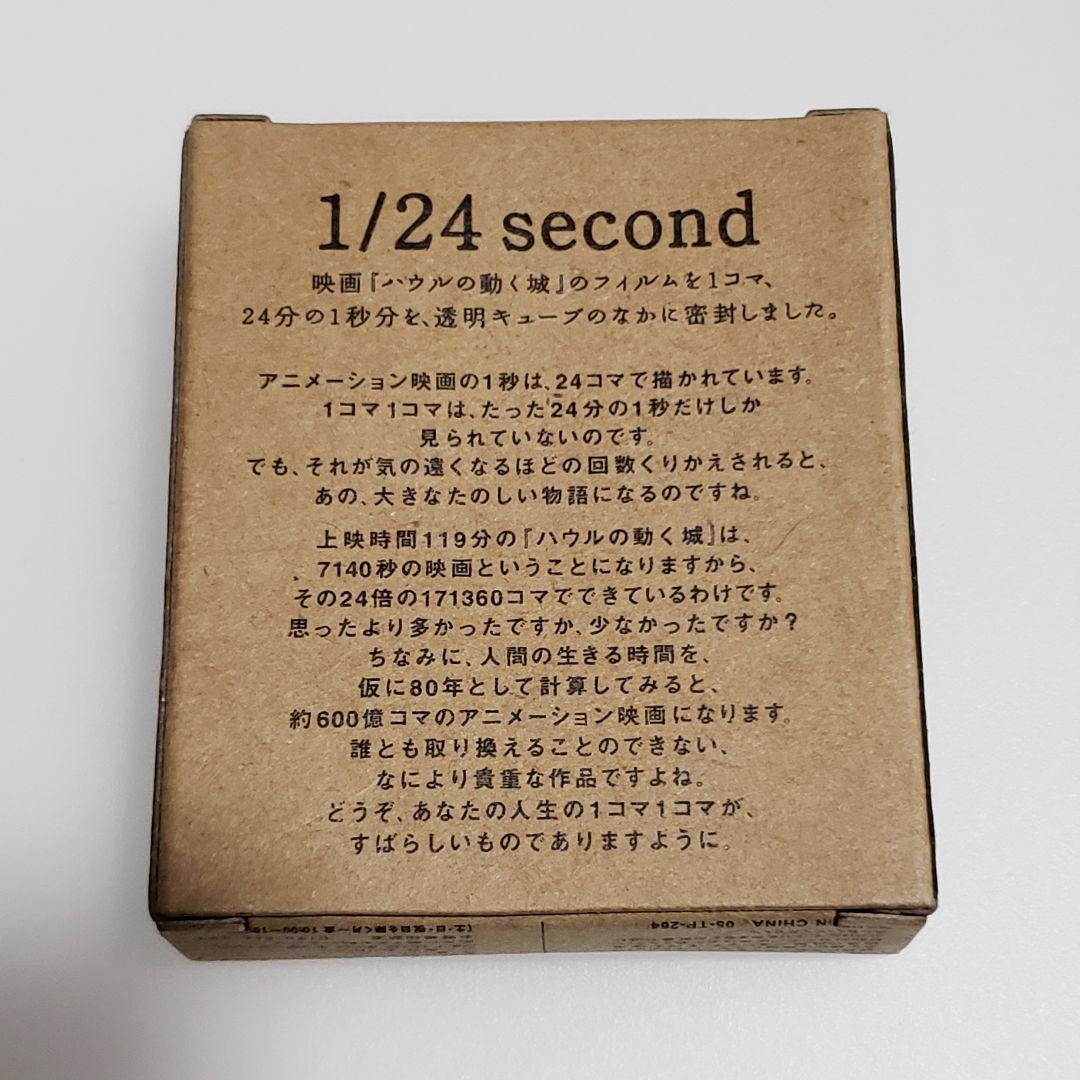 1/24 second
映画『ハウルの動く城』のフィルムを1コマ、
24分の1秒分を、透明キューブのなかに密封しました。
アニメーション映画の1秒は、24コマで描かれています。
1コマ1コマは、たった24分の1秒だけしか
見られていないのです。
でも、それが気の遠くなるほどの回数くりかえされると、
あの、大きなたのしい物語になるのですね。
上映時間119分の『ハウルの動く城』は、
7140秒の映画ということになりますから、
その24倍の171360コマでできているわけです。
思ったより多かったですか、少なかったですか?
ちなみに、人間の生きる時間を、
仮に80年として計算してみると、
約600億コマのアニメーション映画になります。
誰とも取り換えることのできない、
なにより貴重な作品ですよね。
どうぞ、あなたの人生の1コマ1コマが、
すばらしいものでありますように。
IN CHINA 05-TP-264
(土・日・祝日を除く月~金 10:00~18